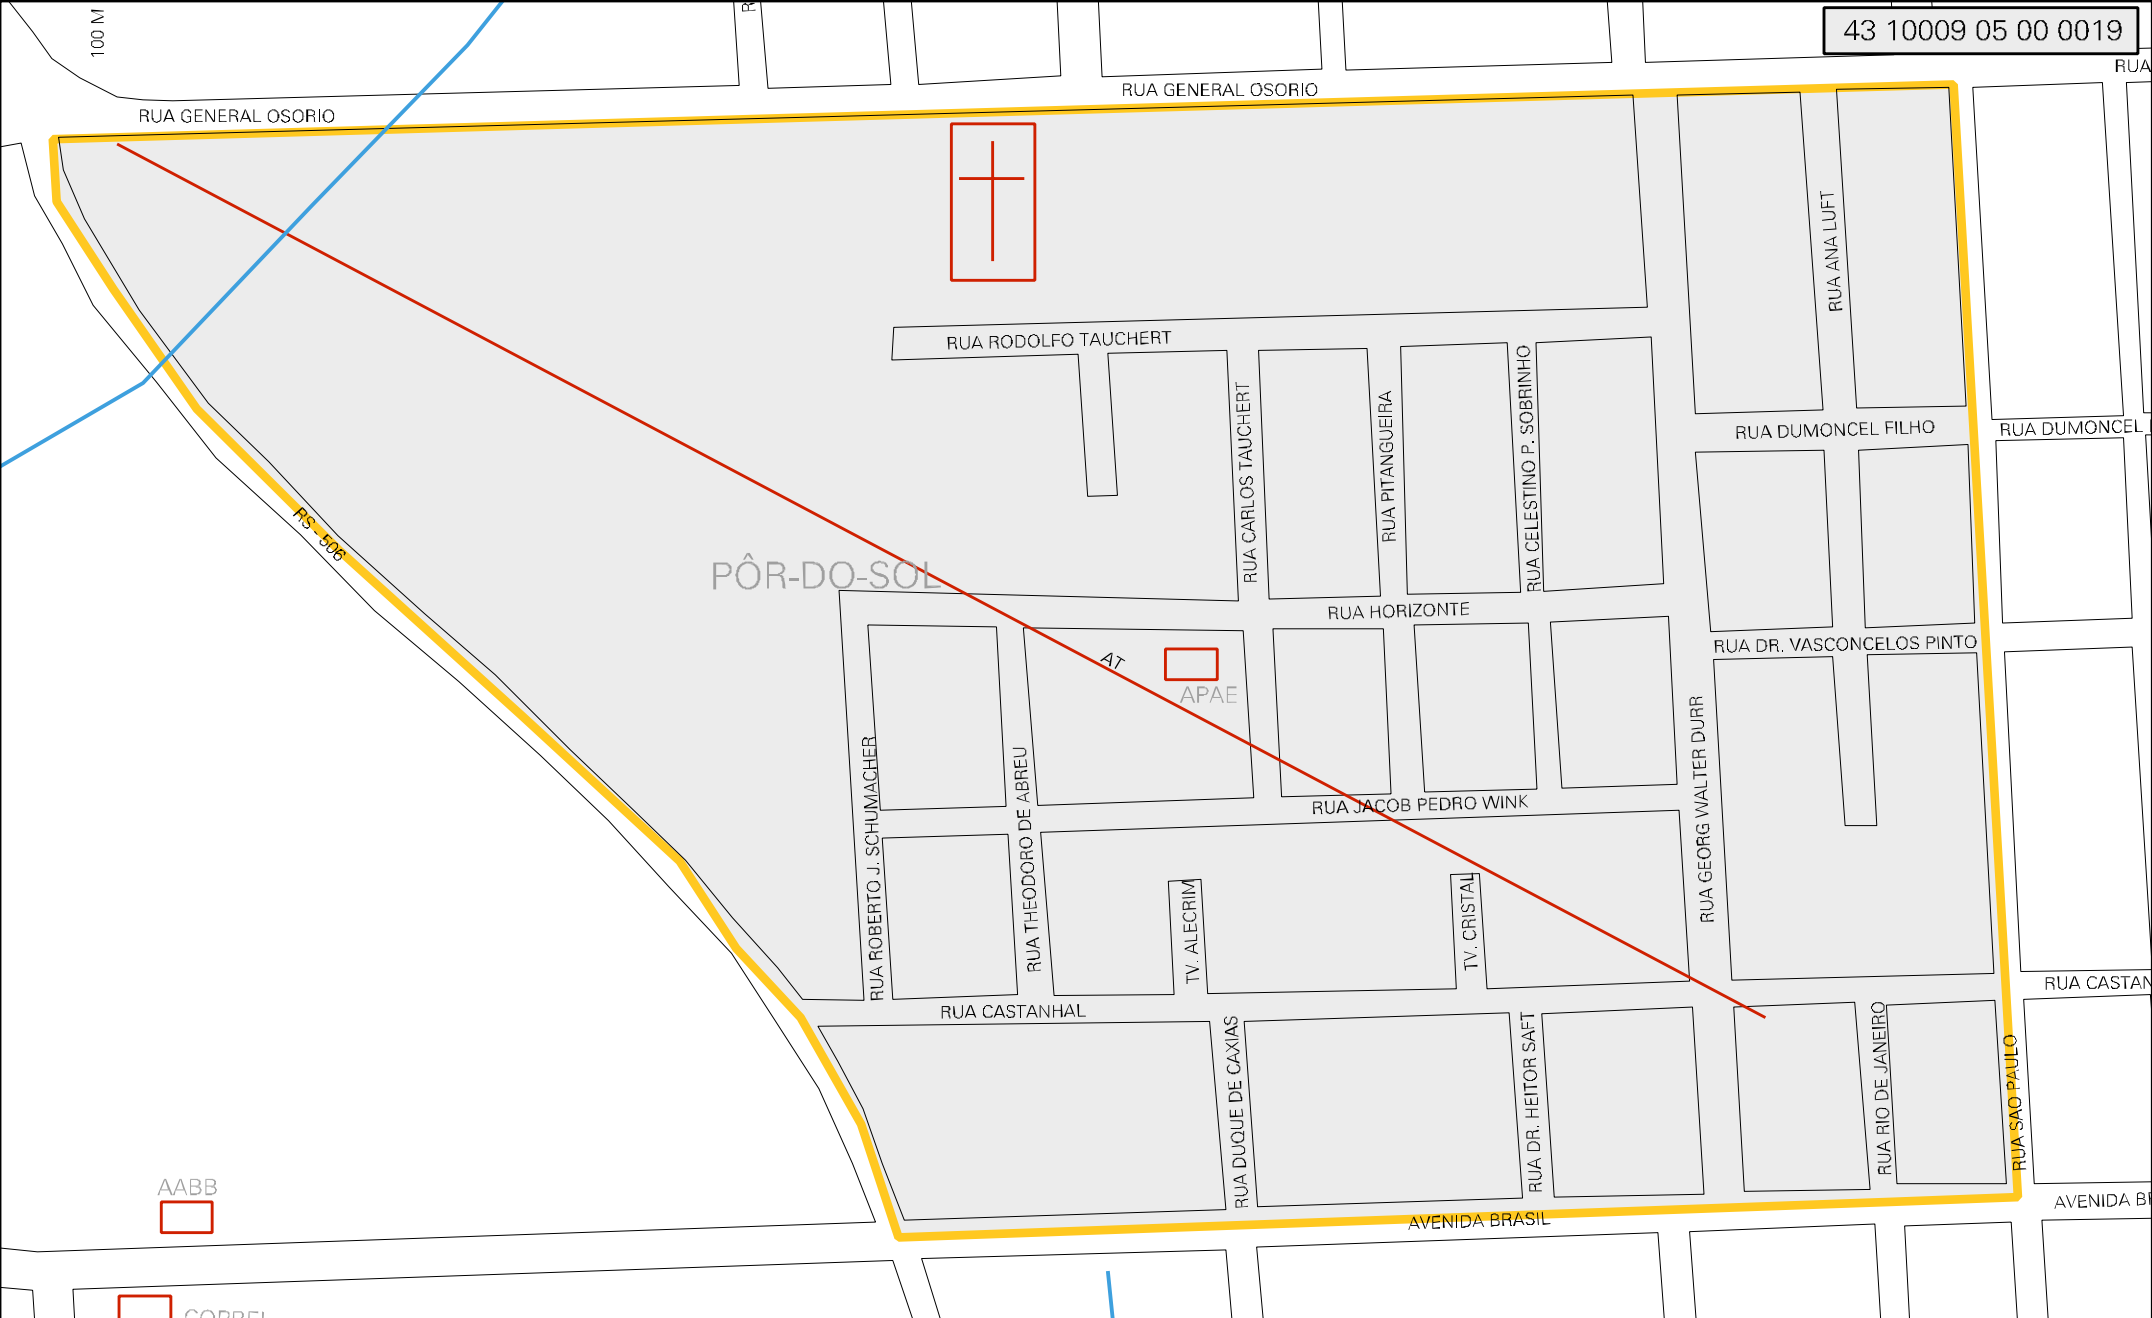 100 M
43 10009 05 00 0019
RUA GENERAL OSORIO
RUA
RUA GENERAL OSORIO
RUA ANA LUFT
RUA RODOLFO TAUCHERT
RUA CARLOS TAUCHERT
RUA PITANGUEIRA
RUA CELESTINO P. SOBRINHO
RUA DUMONCEL FILHO
RUA DUMONCEL
RS - 506
PÔR-DO-SOL
RUA HORIZONTE
AT
APAE
RUA DR. VASCONCELOS PINTO
RUA GEORG WALTER DURR
RUA ROBERTO J. SCHUMACHER
RUA THEODORO DE ABREU
RUA JACOB PEDRO WINK
TV. ALECRIM
TV. CRISTAL
RUA CASTANHAL
RUA CASTAN
RUA DUQUE DE CAXIAS
RUA DR. HEITOR SAFT
RUA RIO DE JANEIRO
RUA SAO PAULO
AABB
AVENIDA BRASIL
AVENIDA